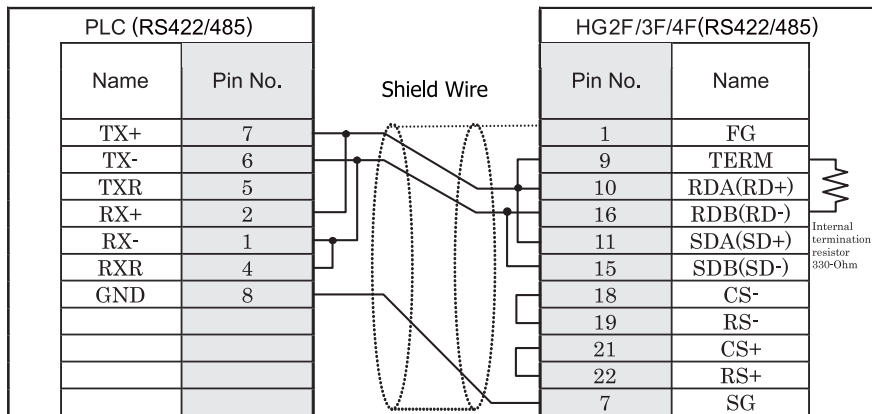 PLC (RS422/485)
HG2F/3F/4F(RS422/485)
Name Pin No.
Shield Wire
Pin No. Name
TX+ 7 1 FG
TX- 6 9 TERM
TXR 5 10 RDA(RD+)
RX+ 2 16 RDB(RD-)
RX- 1 11 SDA(SD+)
RXR 4 15 SDB(SD-)
GND 8 18 CS-
19 RS-
21 CS+
22 RS+
7 SG
Internal
termination
resistor
330-Ohm